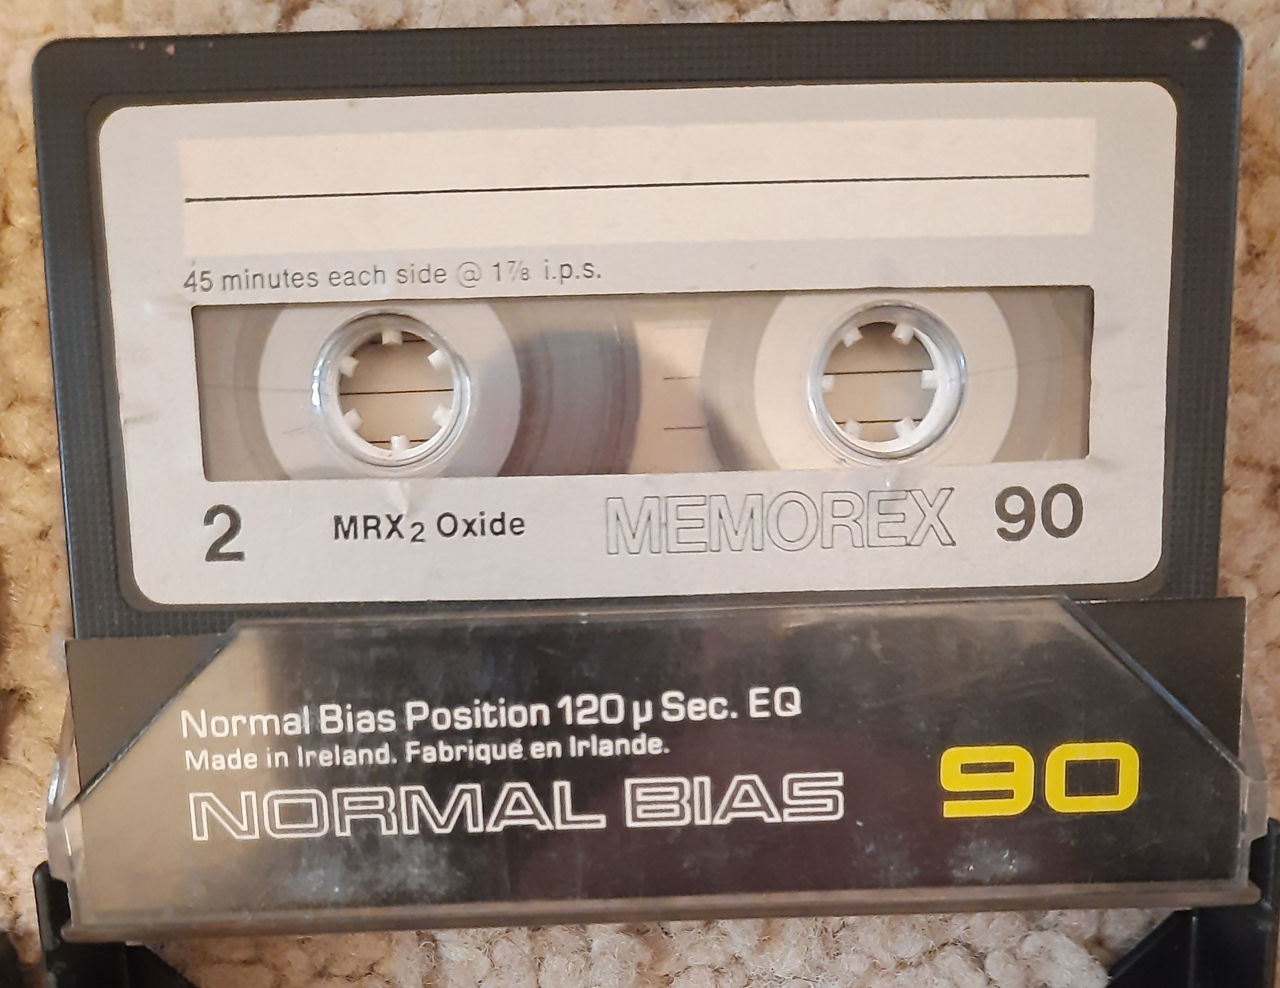 45 minutes each side @ 1⅞ i.p.s.
2 MRX₂ Oxide MEMOREX 90
Normal Bias Position 120 µ Sec. EQ
Made in Ireland. Fabriqué en Irlande.
NORMAL BIAS 90